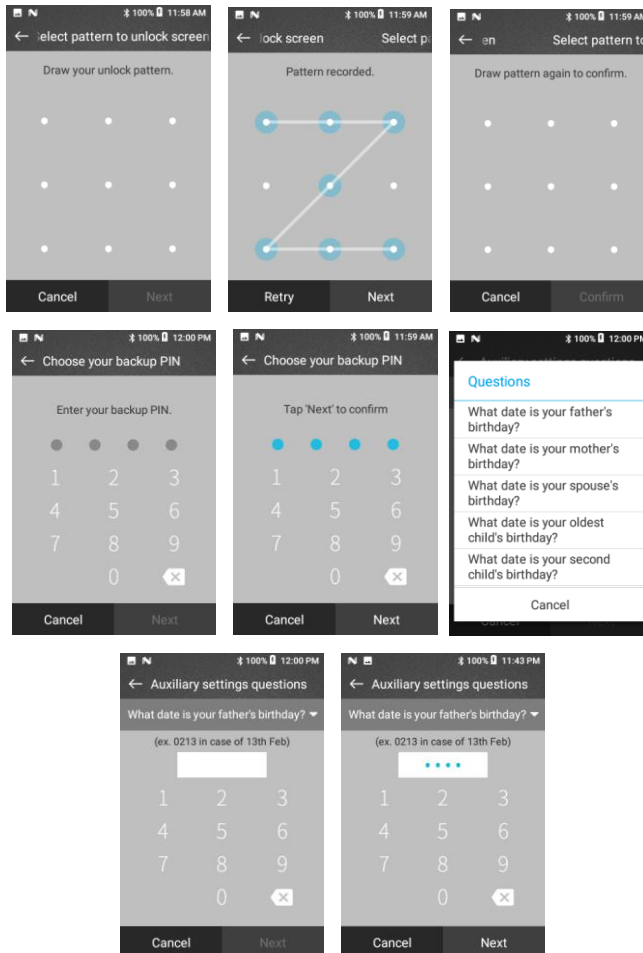 100% 11:58 AM
elect pattern to unlock screen
Draw your unlock pattern.
Cancel Next
100% 11:59 AM
lock screen Select pa
Pattern recorded.
Retry Next
100% 11:59 AM
en Select pattern to
Draw pattern again to confirm.
Cancel Confirm
100% 12:00 PM
Choose your backup PIN
Enter your backup PIN.
1 2 3
4 5 6
7 8 9
0
Cancel Next
100% 11:59 AM
Choose your backup PIN
Tap 'Next' to confirm
1 2 3
4 5 6
7 8 9
0
Cancel Next
100% 12:00 PM
Questions
What date is your father's
birthday?
What date is your mother's
birthday?
What date is your spouse's
birthday?
What date is your oldest
child's birthday?
What date is your second
child's birthday?
Cancel
100% 12:00 PM
Auxiliary settings questions
What date is your father's birthday?
(ex. 0213 in case of 13th Feb)
1 2 3
4 5 6
7 8 9
0
Cancel Next
100% 11:43 PM
Auxiliary settings questions
What date is your father's birthday?
(ex. 0213 in case of 13th Feb)
1 2 3
4 5 6
7 8 9
0
Cancel Next